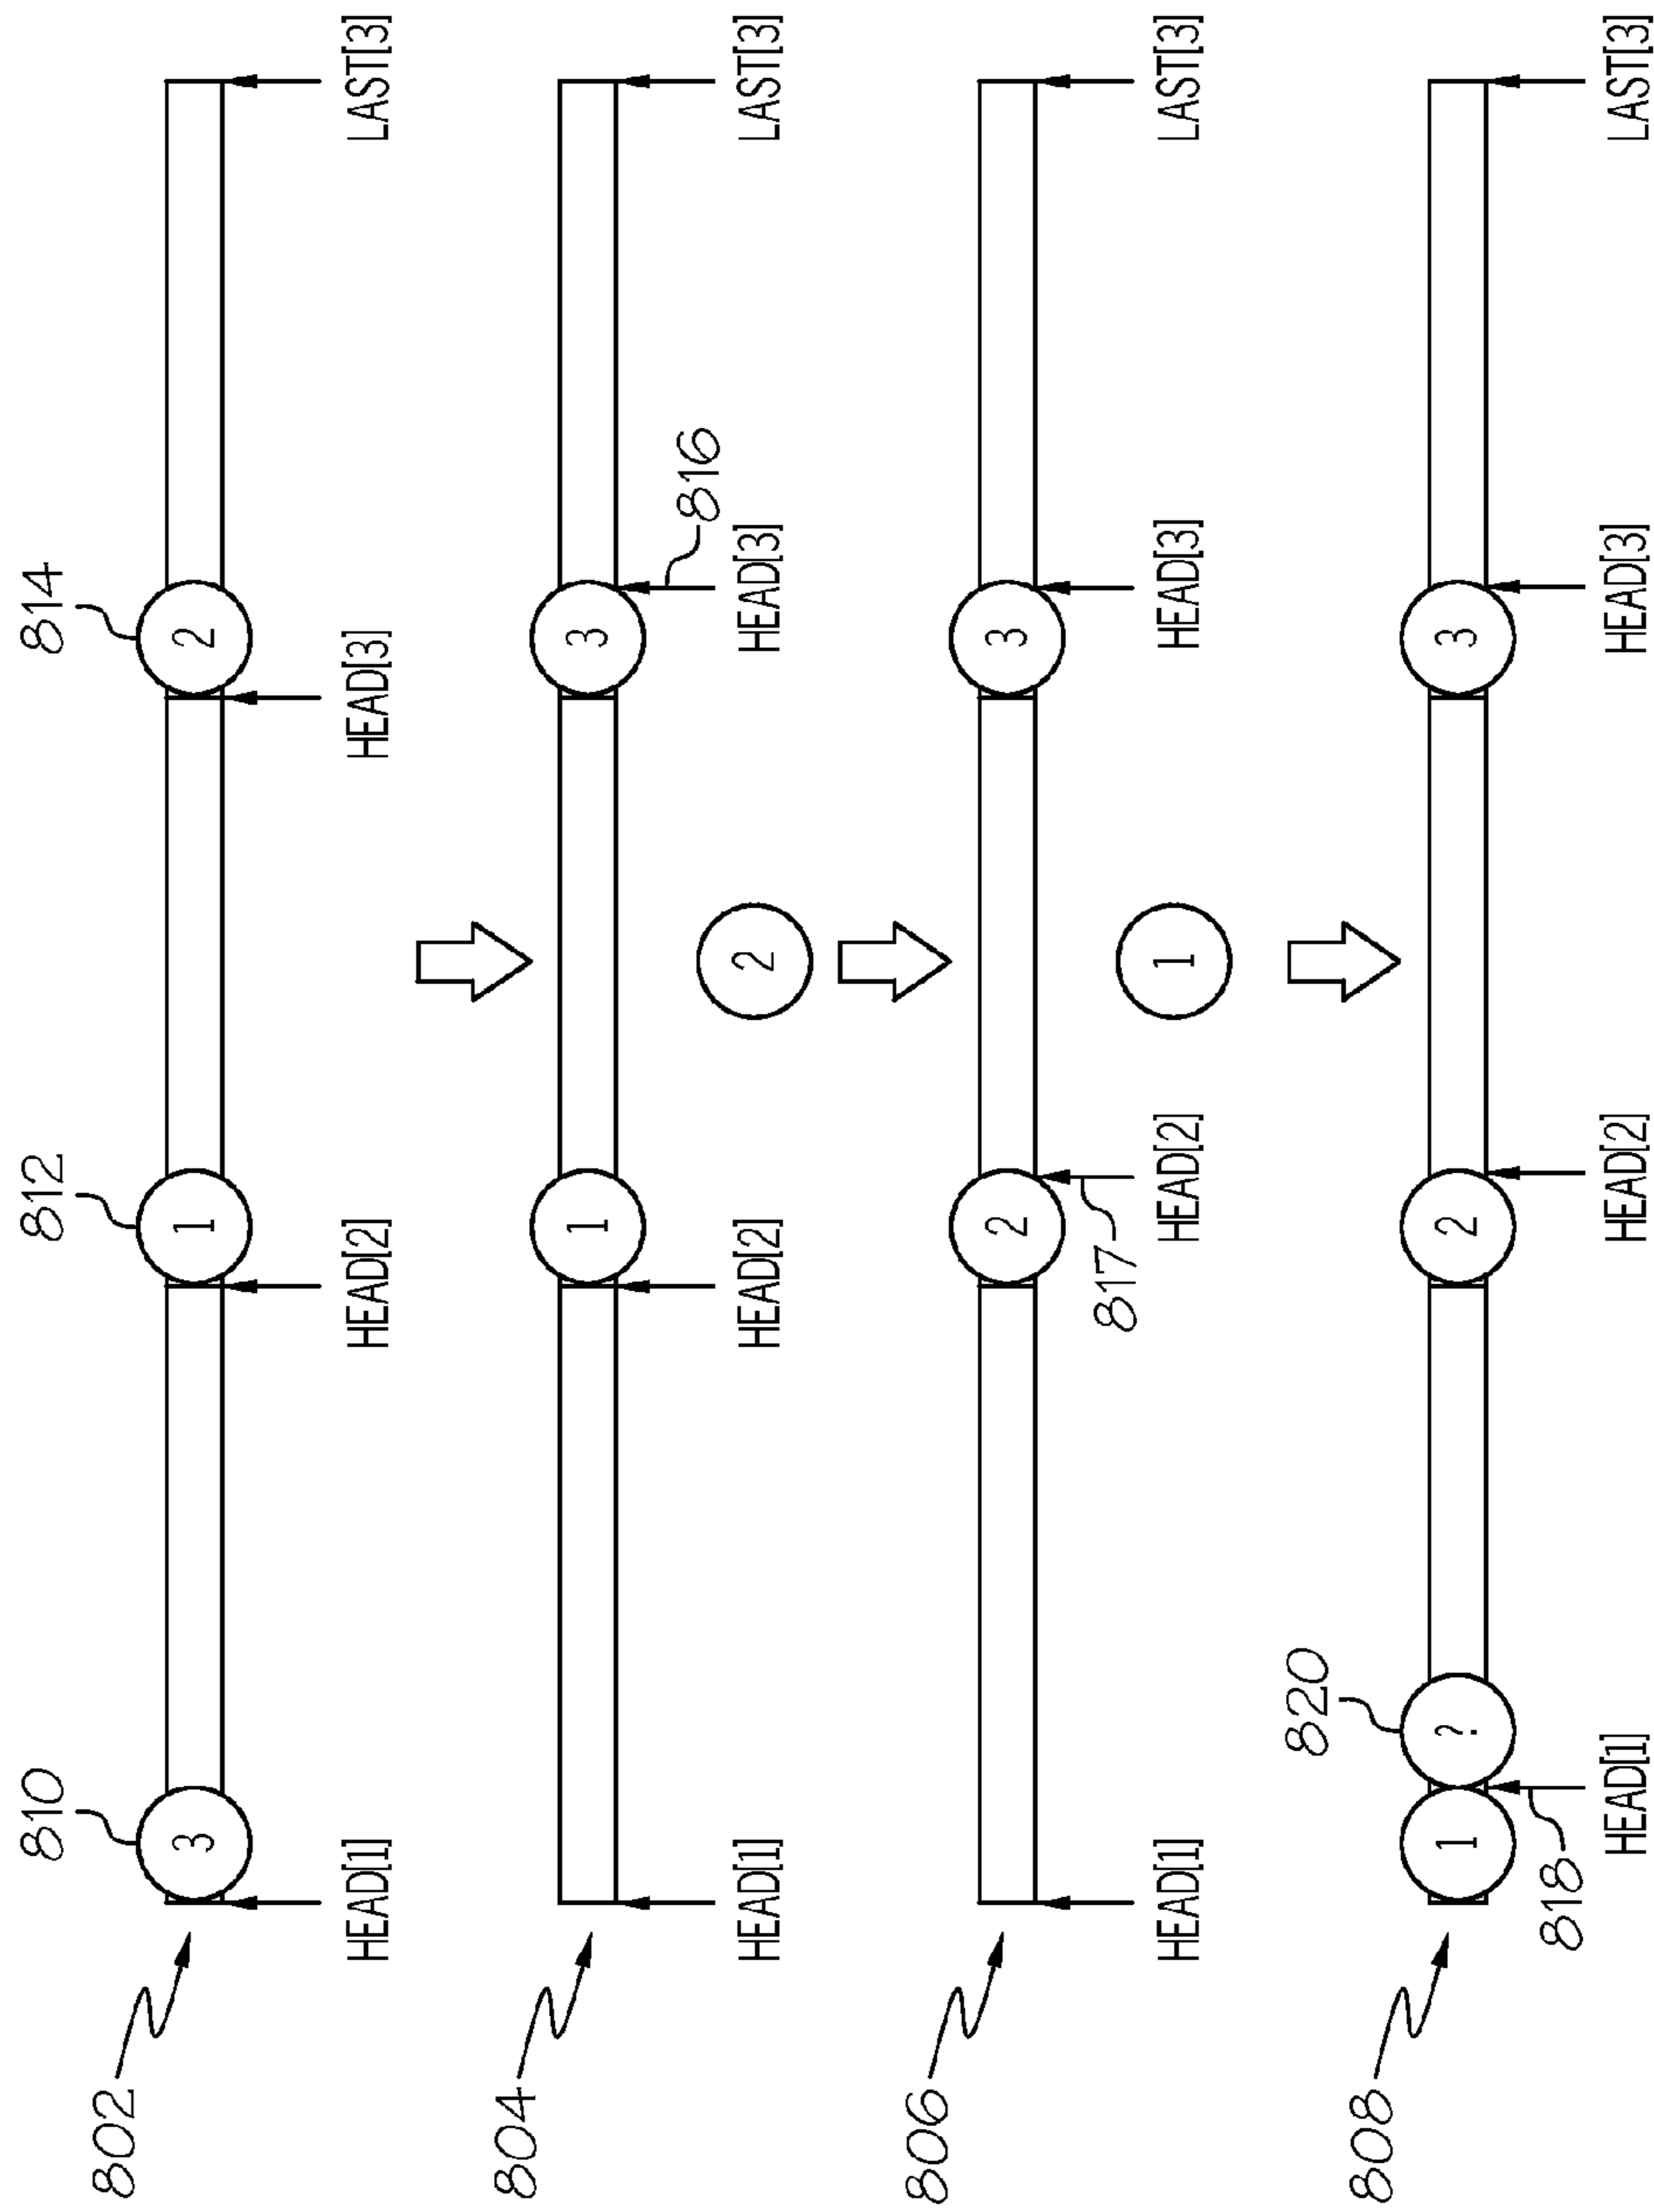 810 812 814
802 3 1 2
HEAD[1] HEAD[2] HEAD[3] LAST[3]
804 1 3
816
HEAD[1] HEAD[2] HEAD[3] LAST[3]
2
806 2 3
817
HEAD[1] HEAD[2] HEAD[3] LAST[3]
1
820
808 1 ? 2 3
818
HEAD[1] HEAD[2] HEAD[3] LAST[3]